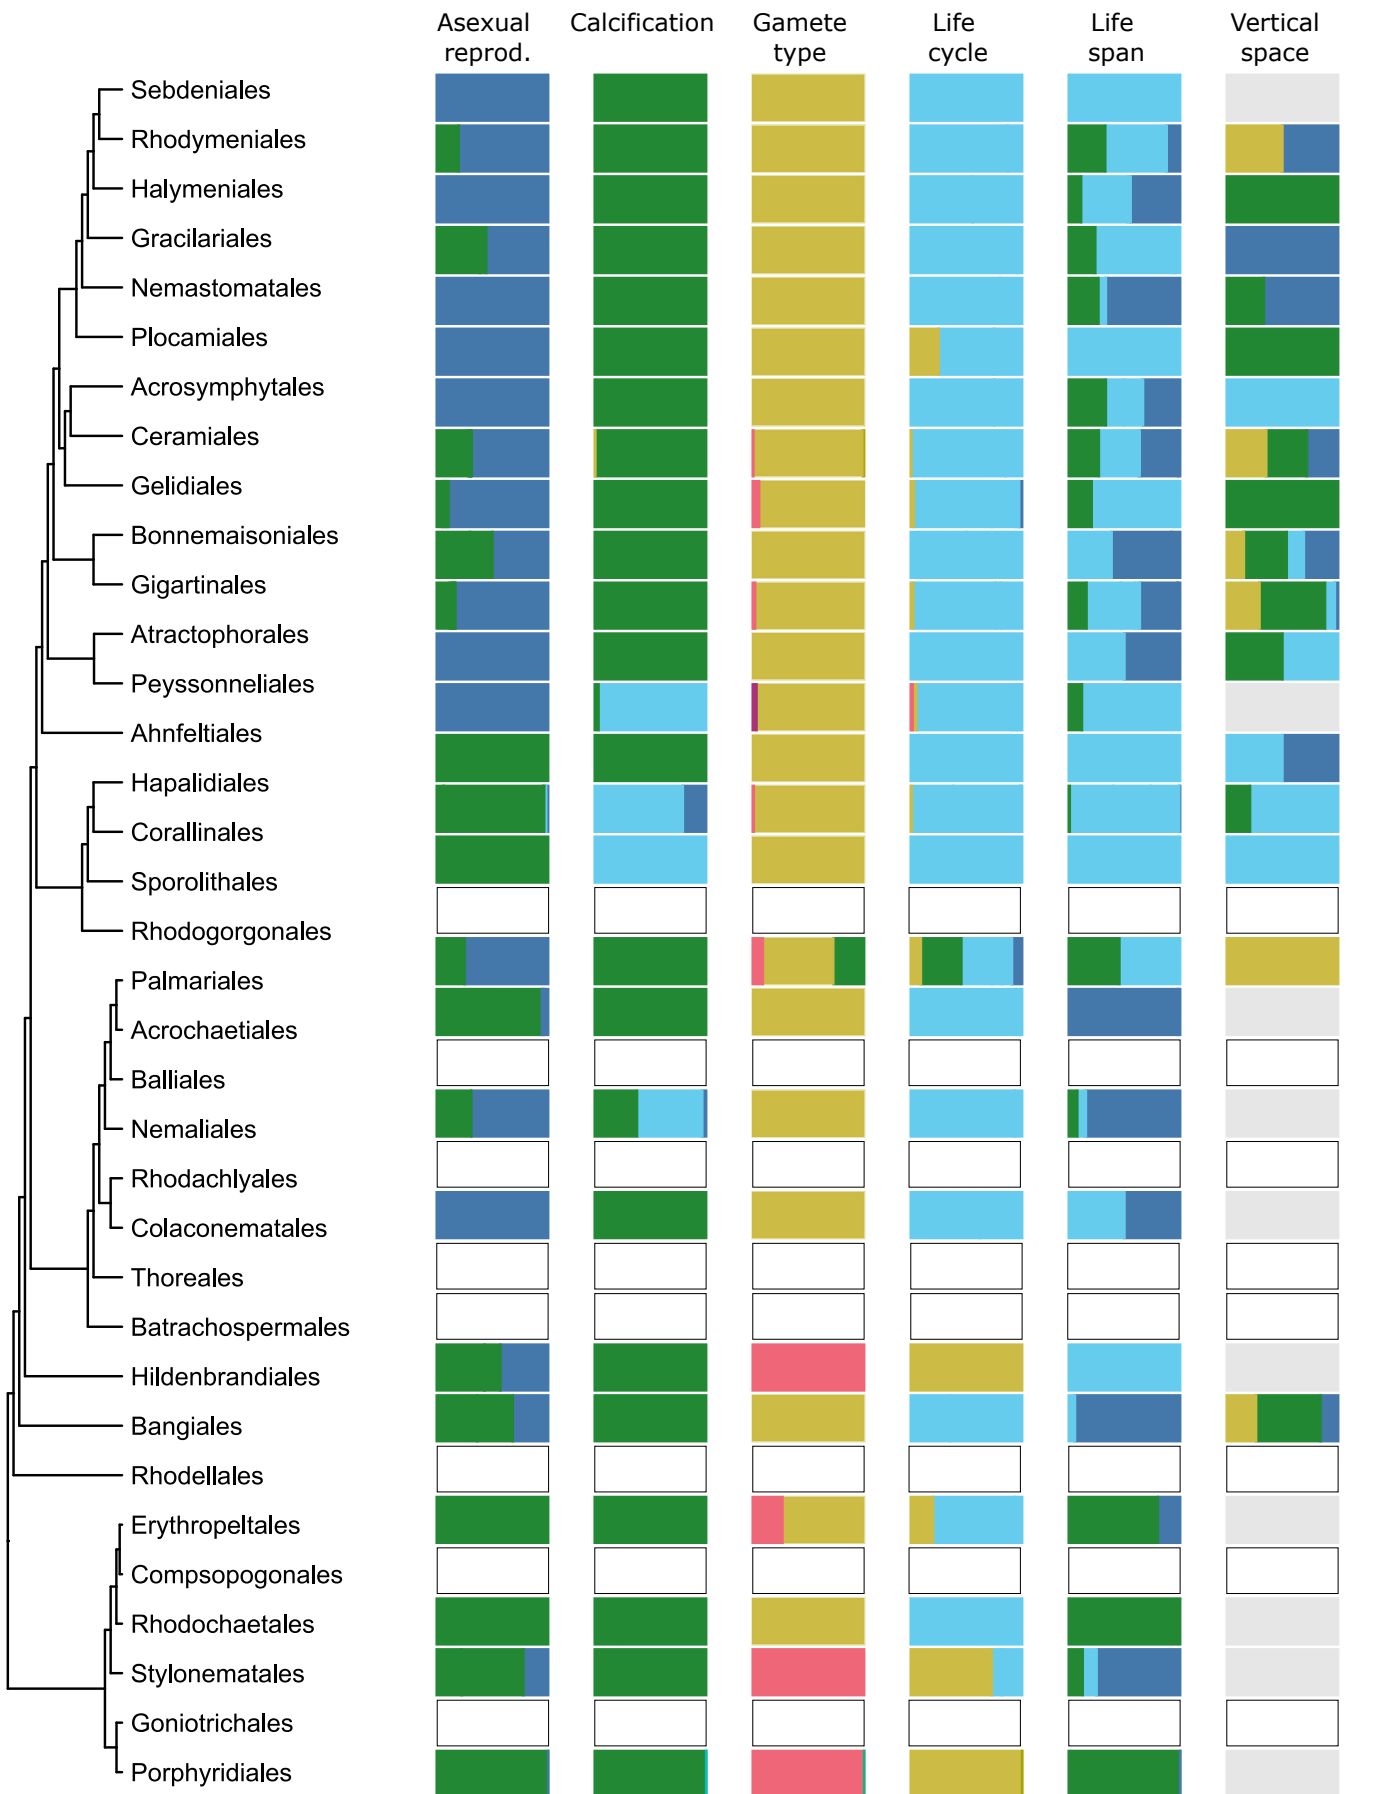 Asexual Calcification Gamete Life Life Vertical
reprod. type cycle span space
Sebdeniales
Rhodymeniales
Halymeniales
Gracilariales
Nemastomatales
Plocamiales
Acrosymphytales
Ceramiales
Gelidiales
Bonnemaisoniales
Gigartinales
Atractophorales
Peyssonneliales
Ahnfeltiales
Hapalidiales
Corallinales
Sporolithales
Rhodogorgonales
Palmariales
Acrochaetiales
Balliales
Nemaliales
Rhodachlyales
Colaconematales
Thoreales
Batrachospermales
Hildenbrandiales
Bangiales
Rhodellales
Erythropeltales
Compsopogonales
Rhodochaetales
Stylonematales
Goniotrichales
Porphyridiales